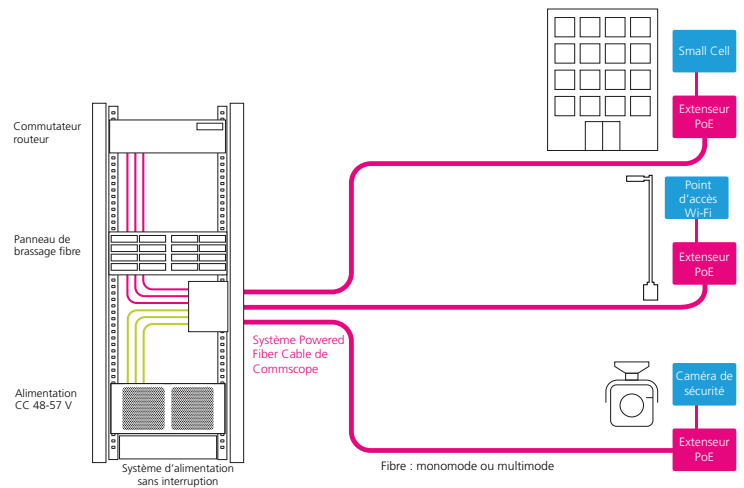 Small Cell
Extenseur
PoE
Commutateur
routeur
Point
d'accès
Wi-Fi
Panneau de
brassage fibre
Extenseur
PoE
Système Powered
Fiber Cable de
Commscope
Caméra de
sécurité
Alimentation
CC 48-57 V
Extenseur
PoE
Système d'alimentation
sans interruption
Fibre : monomode ou multimode